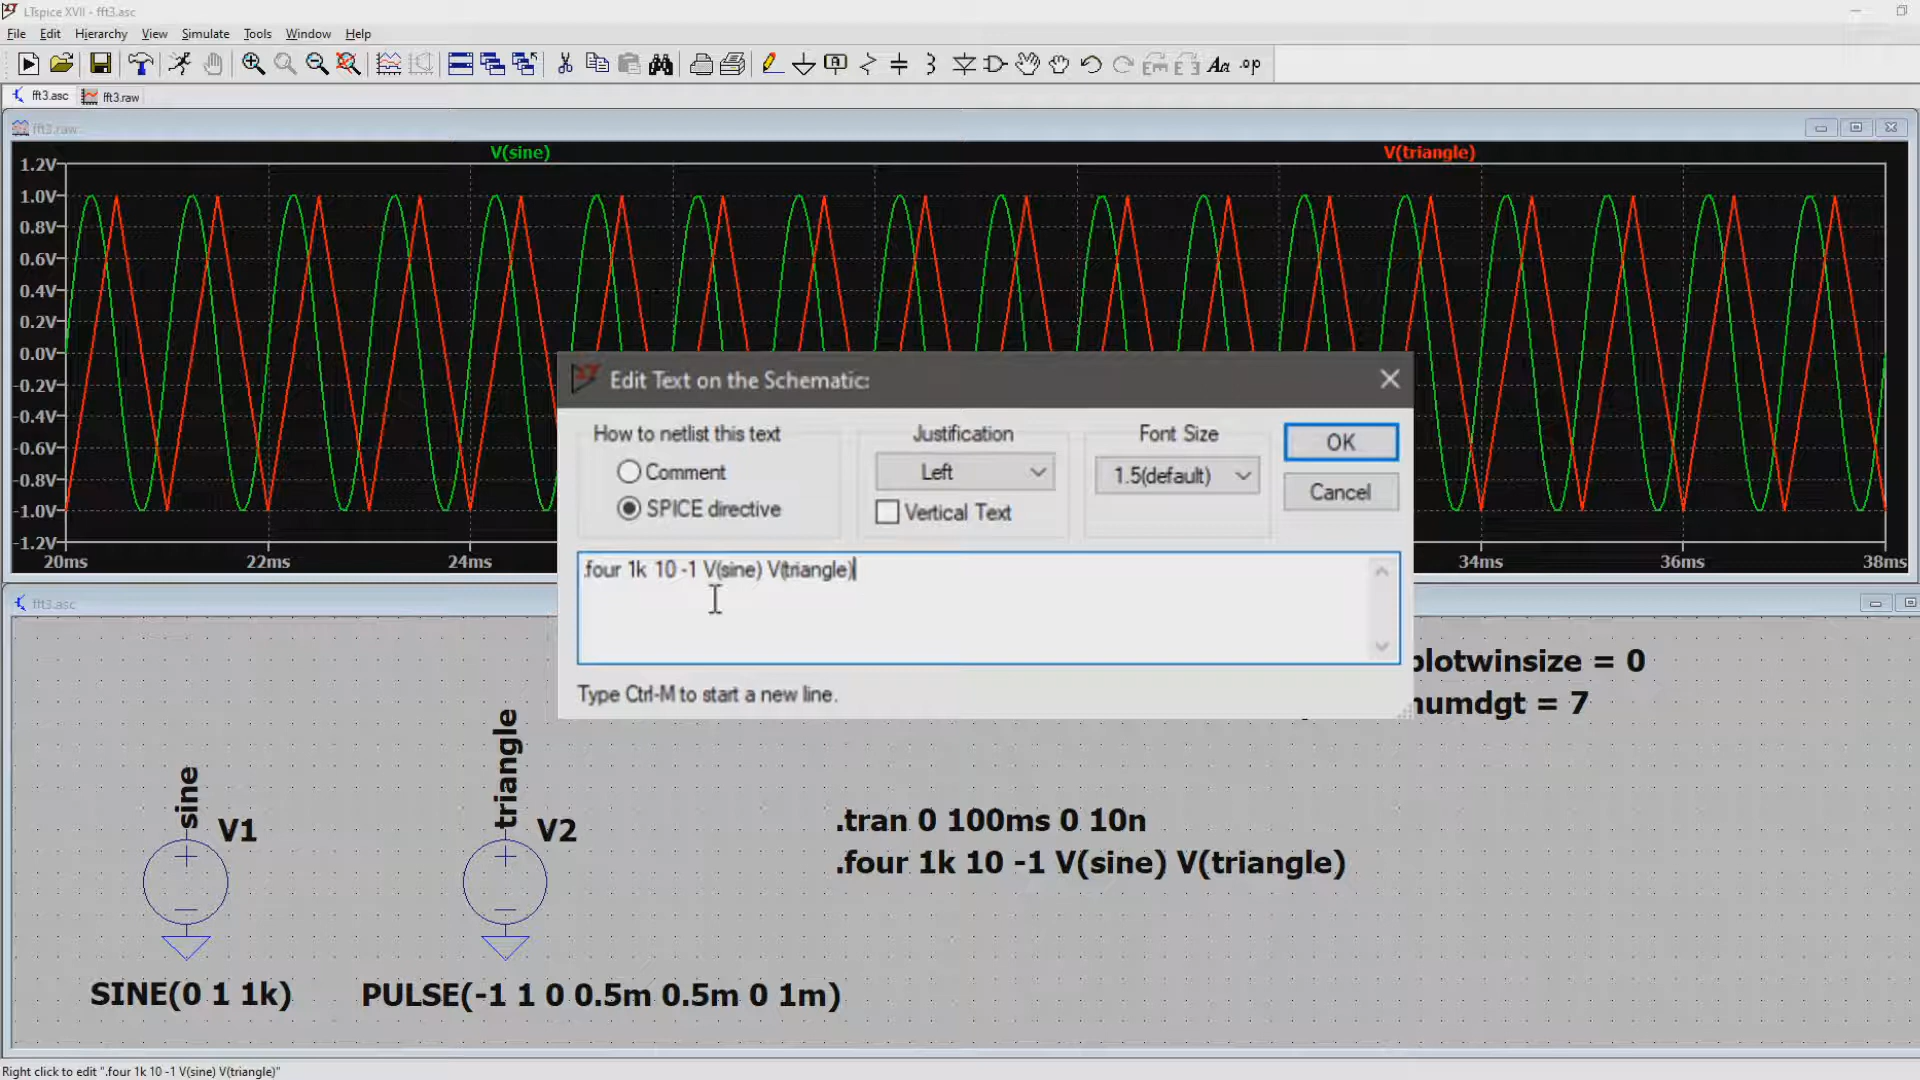 LTspice XVII - fft3.asc
File Edit Hierarchy View Simulate Tools Window Help
Aa .op
fft3.asc fft3.raw
fft3.raw
V(sine) V(triangle)
1.2V
1.0V
0.8V
0.6V
0.4V
0.2V
0.0V
-0.2V
-0.4V
-0.6V
-0.8V
-1.0V
-1.2V
20ms 22ms 24ms 34ms 36ms 38ms
Edit Text on the Schematic:
How to netlist this text
Comment
SPICE directive
Justification
Left
Vertical Text
Font Size
1.5(default)
OK
Cancel
.four 1k 10 -1 V(sine) V(triangle)
Type Ctrl-M to start a new line.
fft3.asc
plotwinsize = 0
numdgt = 7
sine
V1
triangle
V2
.tran 0 100ms 0 10n
.four 1k 10 -1 V(sine) V(triangle)
SINE(0 1 1k)
PULSE(-1 1 0 0.5m 0.5m 0 1m)
Right click to edit ".four 1k 10 -1 V(sine) V(triangle)"